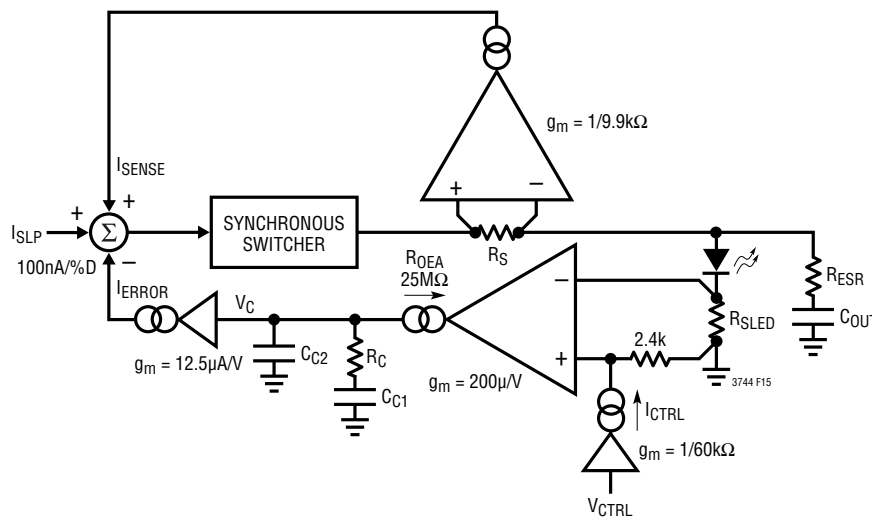 g_m = 1/9.9kΩ
I_SENSE
+
−
+
+
I_SLP
Σ
−
100nA/%D
SYNCHRONOUS
SWITCHER
R_S
R_OEA
25MΩ
I_ERROR
V_C
g_m = 12.5µA/V
C_C2
R_C
C_C1
−
+
g_m = 200µ/V
2.4k
R_SLED
R_ESR
C_OUT
3744 F15
I_CTRL
g_m = 1/60kΩ
V_CTRL